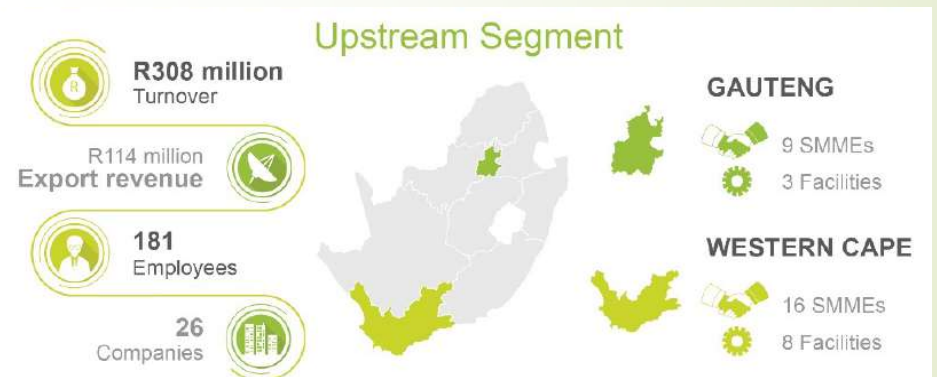 Upstream Segment
R308 million
Turnover
R114 million
Export revenue
181
Employees
26
Companies
GAUTENG
9 SMMEs
3 Facilities
WESTERN CAPE
16 SMMEs
8 Facilities
R